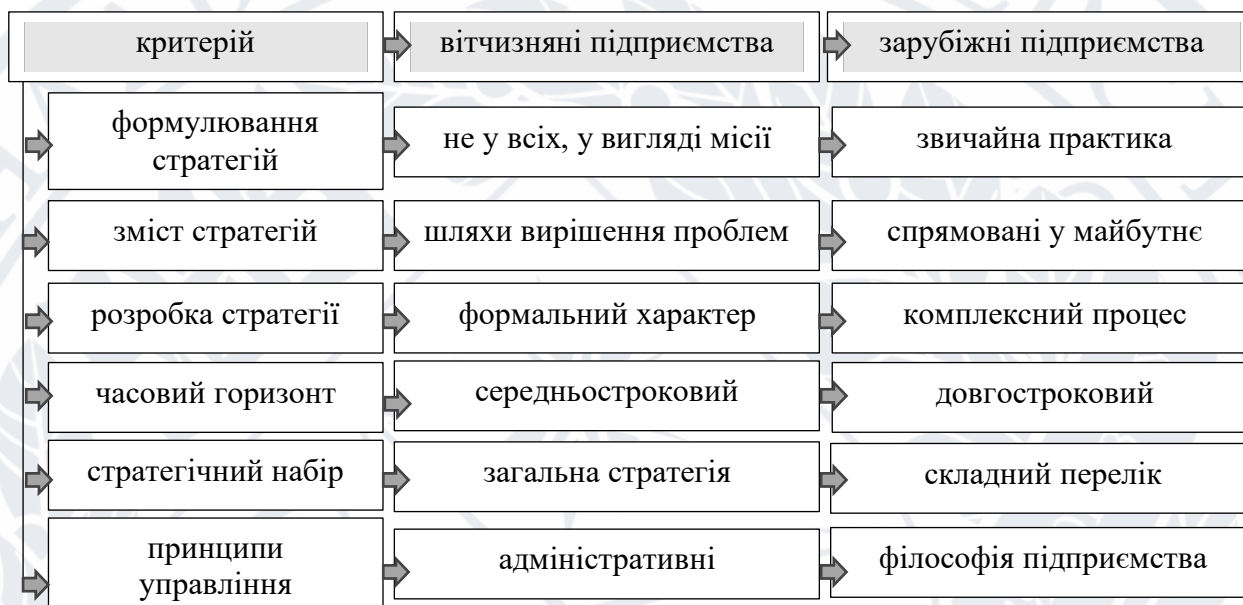 критерій
вітчизняні підприємства
зарубіжні підприємства
формулювання
стратегій
не у всіх, у вигляді місії
звичайна практика
зміст стратегій
шляхи вирішення проблем
спрямовані у майбутнє
розробка стратегії
формальний характер
комплексний процес
часовий горизонт
середньостроковий
довгостроковий
стратегічний набір
загальна стратегія
складний перелік
принципи
управління
адміністративні
філософія підприємства